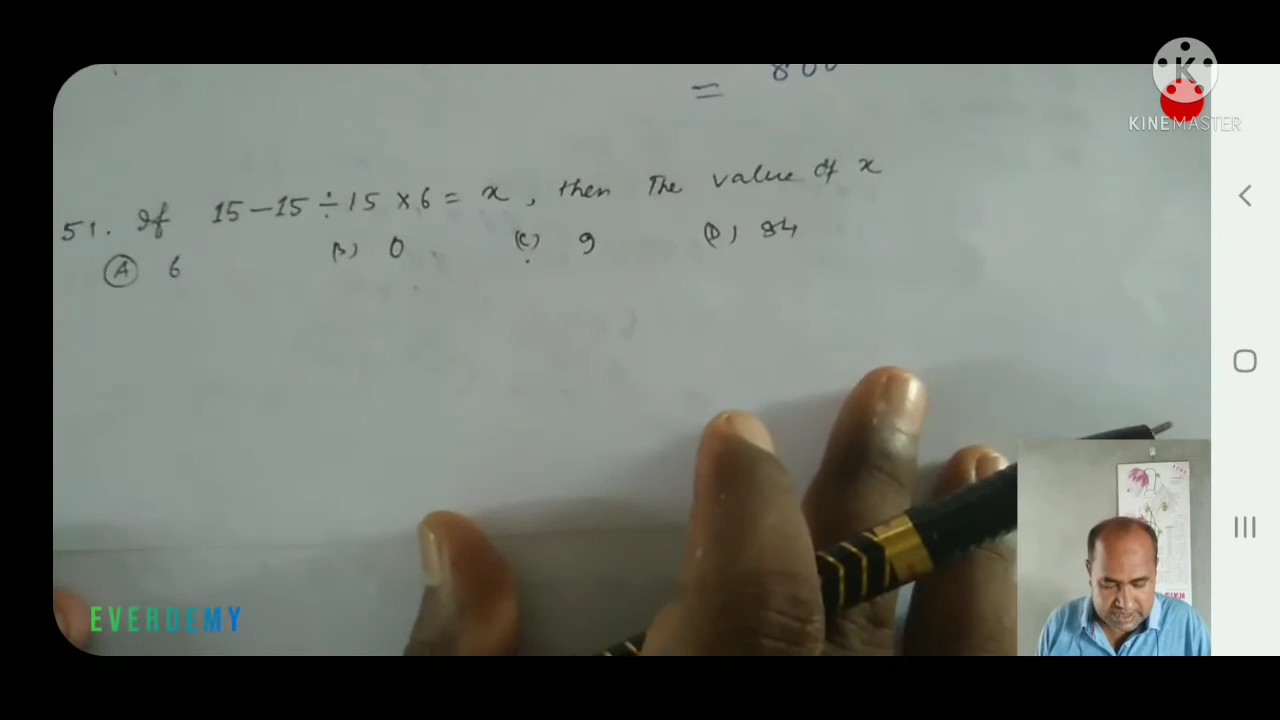 = 800
KINEMASTER
51. If 15-15÷15×6= x, then The value of x
(A) 6 (B) 0 (C) 9 (D) 84
EVERDEMY